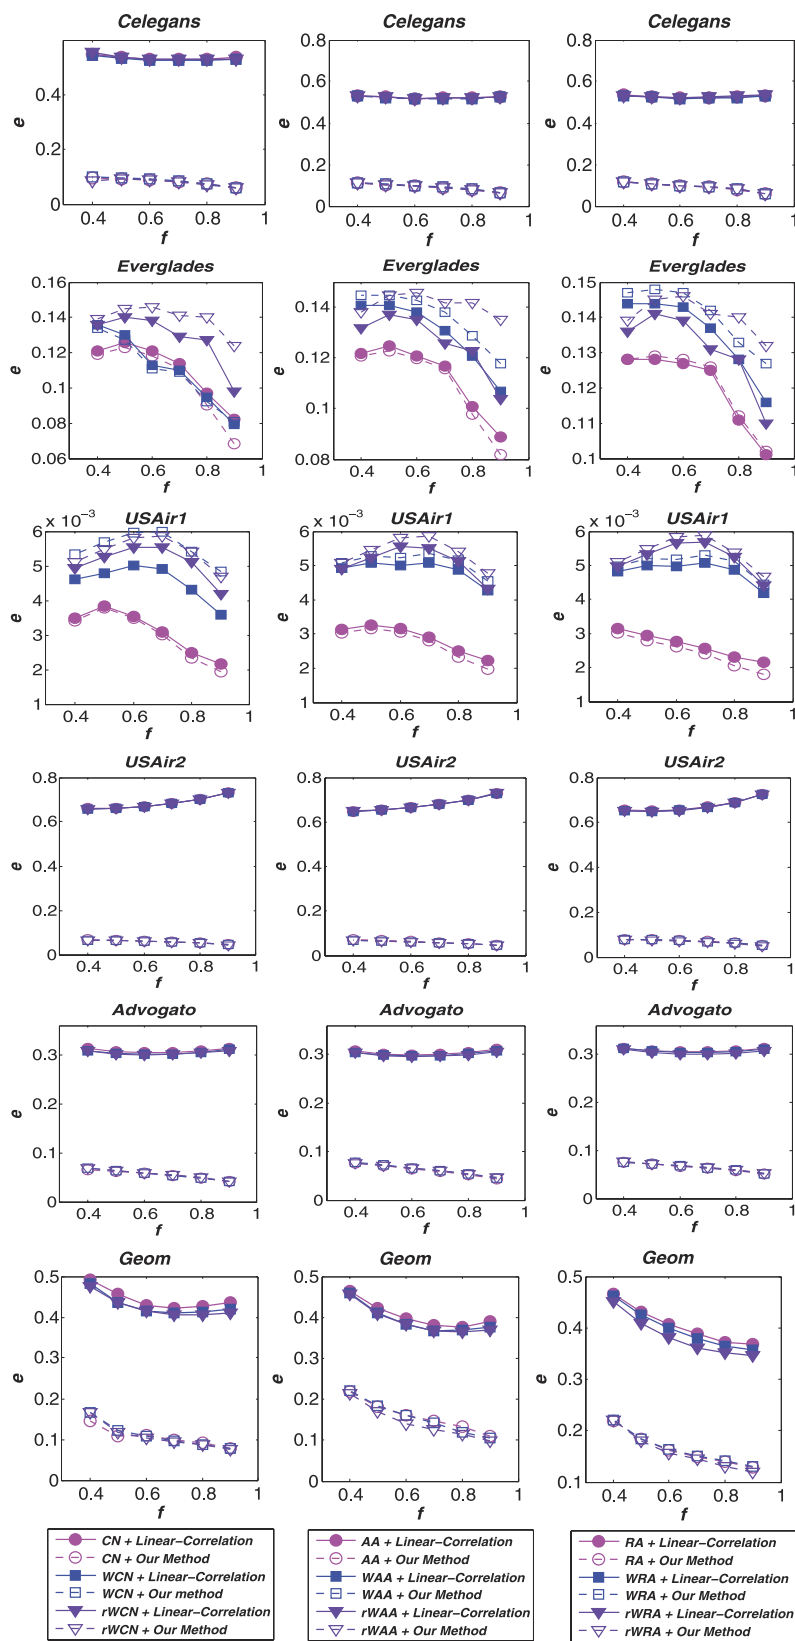 Celegans
e
0.4
0.2
0
0.4 0.6 0.8 1
f
Celegans
e
0.8
0.6
0.4
0.2
0
0.4 0.6 0.8 1
f
Celegans
e
0.8
0.6
0.4
0.2
0
0.4 0.6 0.8 1
f
Everglades
e
0.16
0.14
0.12
0.1
0.08
0.06
0.4 0.6 0.8 1
f
Everglades
e
0.14
0.12
0.1
0.08
0.4 0.6 0.8 1
f
Everglades
e
0.15
0.14
0.13
0.12
0.11
0.1
0.4 0.6 0.8 1
f
USAir1
x 10⁻³
e
6
5
4
3
2
1
0.4 0.6 0.8 1
f
USAir1
x 10⁻³
e
6
5
4
3
2
1
0.4 0.6 0.8 1
f
USAir1
x 10⁻³
e
6
5
4
3
2
1
0.4 0.6 0.8 1
f
USAir2
e
0.8
0.6
0.4
0.2
0
0.4 0.6 0.8 1
f
USAir2
e
0.8
0.6
0.4
0.2
0
0.4 0.6 0.8 1
f
USAir2
e
0.8
0.6
0.4
0.2
0
0.4 0.6 0.8 1
f
Advogato
e
0.3
0.2
0.1
0
0.4 0.6 0.8 1
f
Advogato
e
0.3
0.2
0.1
0
0.4 0.6 0.8 1
f
Advogato
e
0.3
0.2
0.1
0
0.4 0.6 0.8 1
f
Geom
e
0.5
0.4
0.3
0.2
0.1
0
0.4 0.6 0.8 1
f
Geom
e
0.5
0.4
0.3
0.2
0.1
0
0.4 0.6 0.8 1
f
Geom
e
0.5
0.4
0.3
0.2
0.1
0.4 0.6 0.8 1
f
CN + Linear–Correlation
CN + Our Method
WCN + Linear–Correlation
WCN + Our method
rWCN + Linear–Correlation
rWCN + Our Method
AA + Linear–Correlation
AA + Our Method
WAA + Linear–Correlation
WAA + Our Method
rWAA + Linear–Correlation
rWAA + Our Method
RA + Linear–Correlation
RA + Our Method
WRA + Linear–Correlation
WRA + Our Method
rWRA + Linear–Correlation
rWRA + Our Method